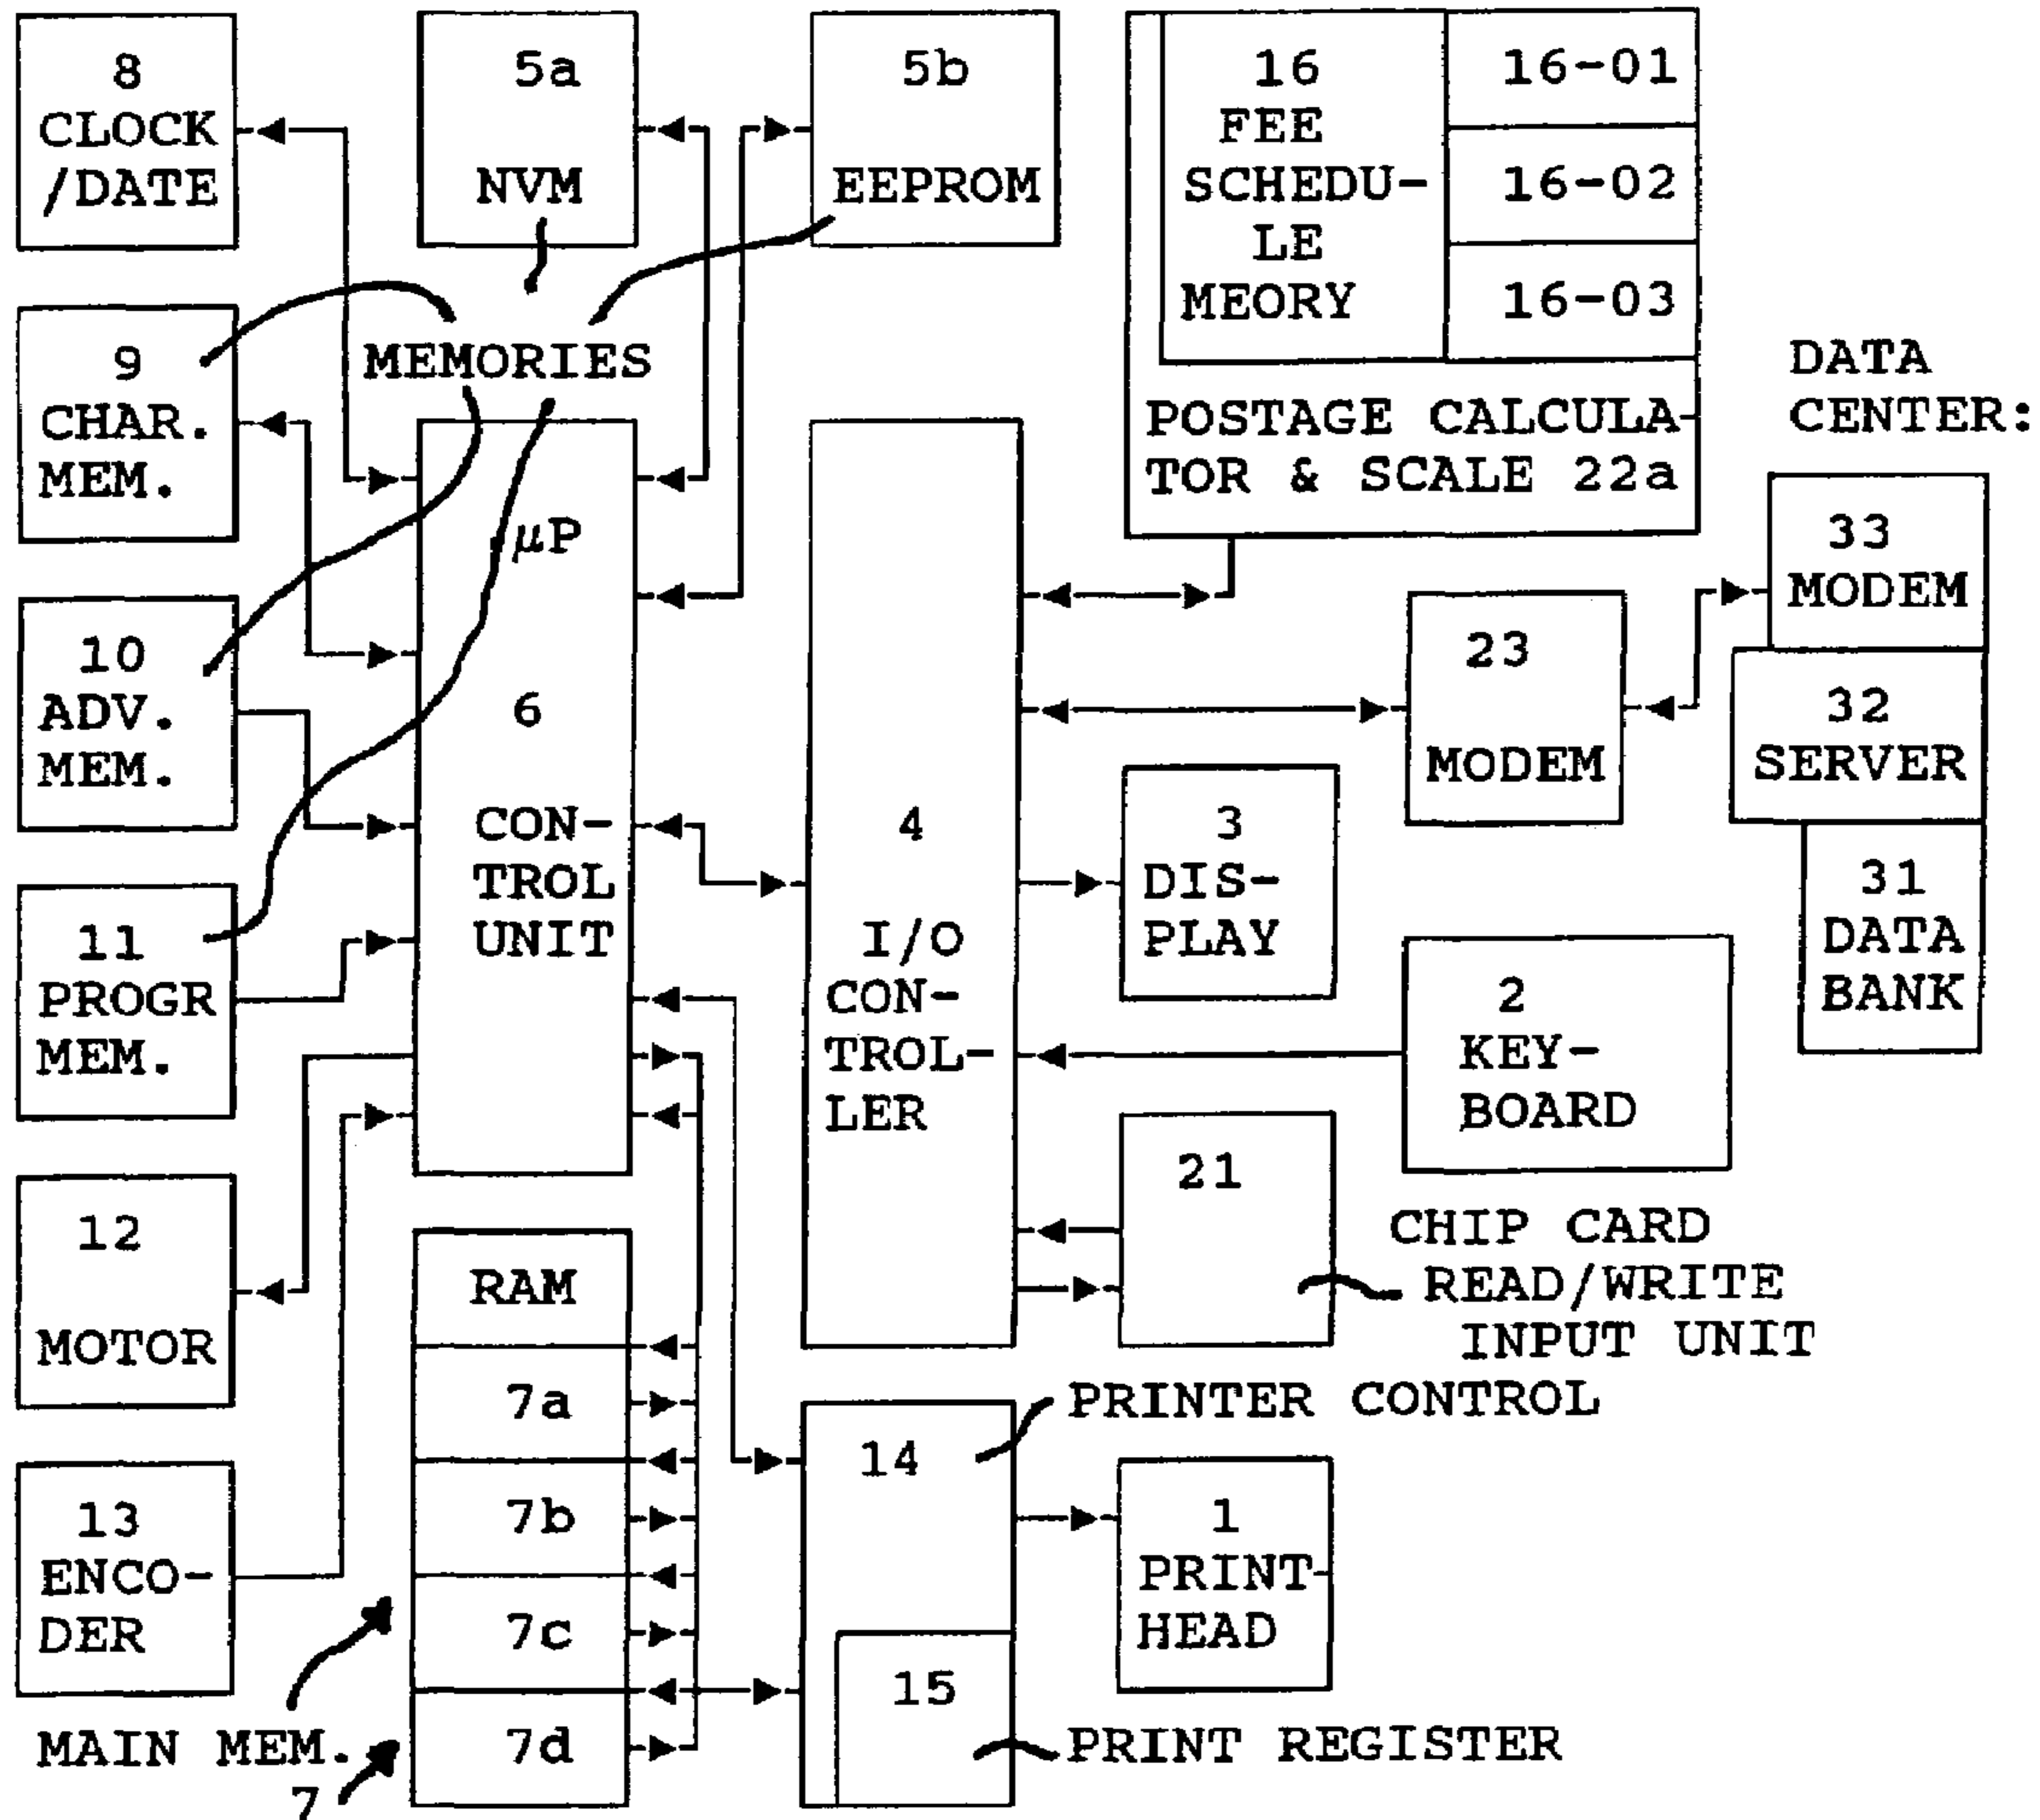 8
CLOCK
/DATE
5a
NVM
5b
EEPROM
16
FEE
SCHEDU-
LE
MEORY
16-01
16-02
16-03
POSTAGE CALCULA-
TOR & SCALE 22a
DATA
CENTER:
9
CHAR.
MEM.
MEMORIES
10
ADV.
MEM.
11
PROGR
MEM.
12
MOTOR
13
ENCO-
DER
µP
6
CON-
TROL
UNIT
4
I/O
CON-
TROL-
LER
33
MODEM
32
SERVER
31
DATA
BANK
23
MODEM
3
DIS-
PLAY
2
KEY-
BOARD
21
CHIP CARD
READ/WRITE
INPUT UNIT
RAM
7a
7b
7c
7d
MAIN MEM.
7
PRINTER CONTROL
14
15
PRINT REGISTER
1
PRINT-
HEAD